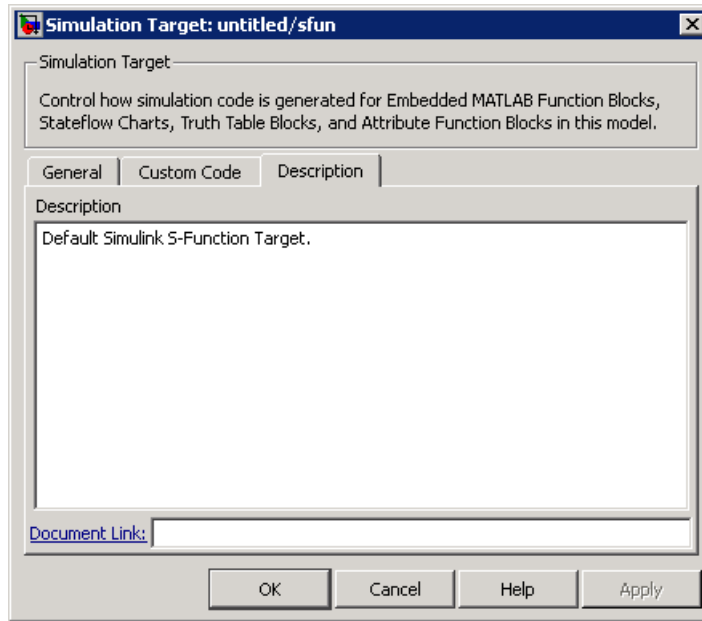 Simulation Target: untitled/sfun
Simulation Target
Control how simulation code is generated for Embedded MATLAB Function Blocks,
Stateflow Charts, Truth Table Blocks, and Attribute Function Blocks in this model.
General Custom Code Description
Description
Default Simulink S-Function Target.
Document Link:
OK Cancel Help Apply